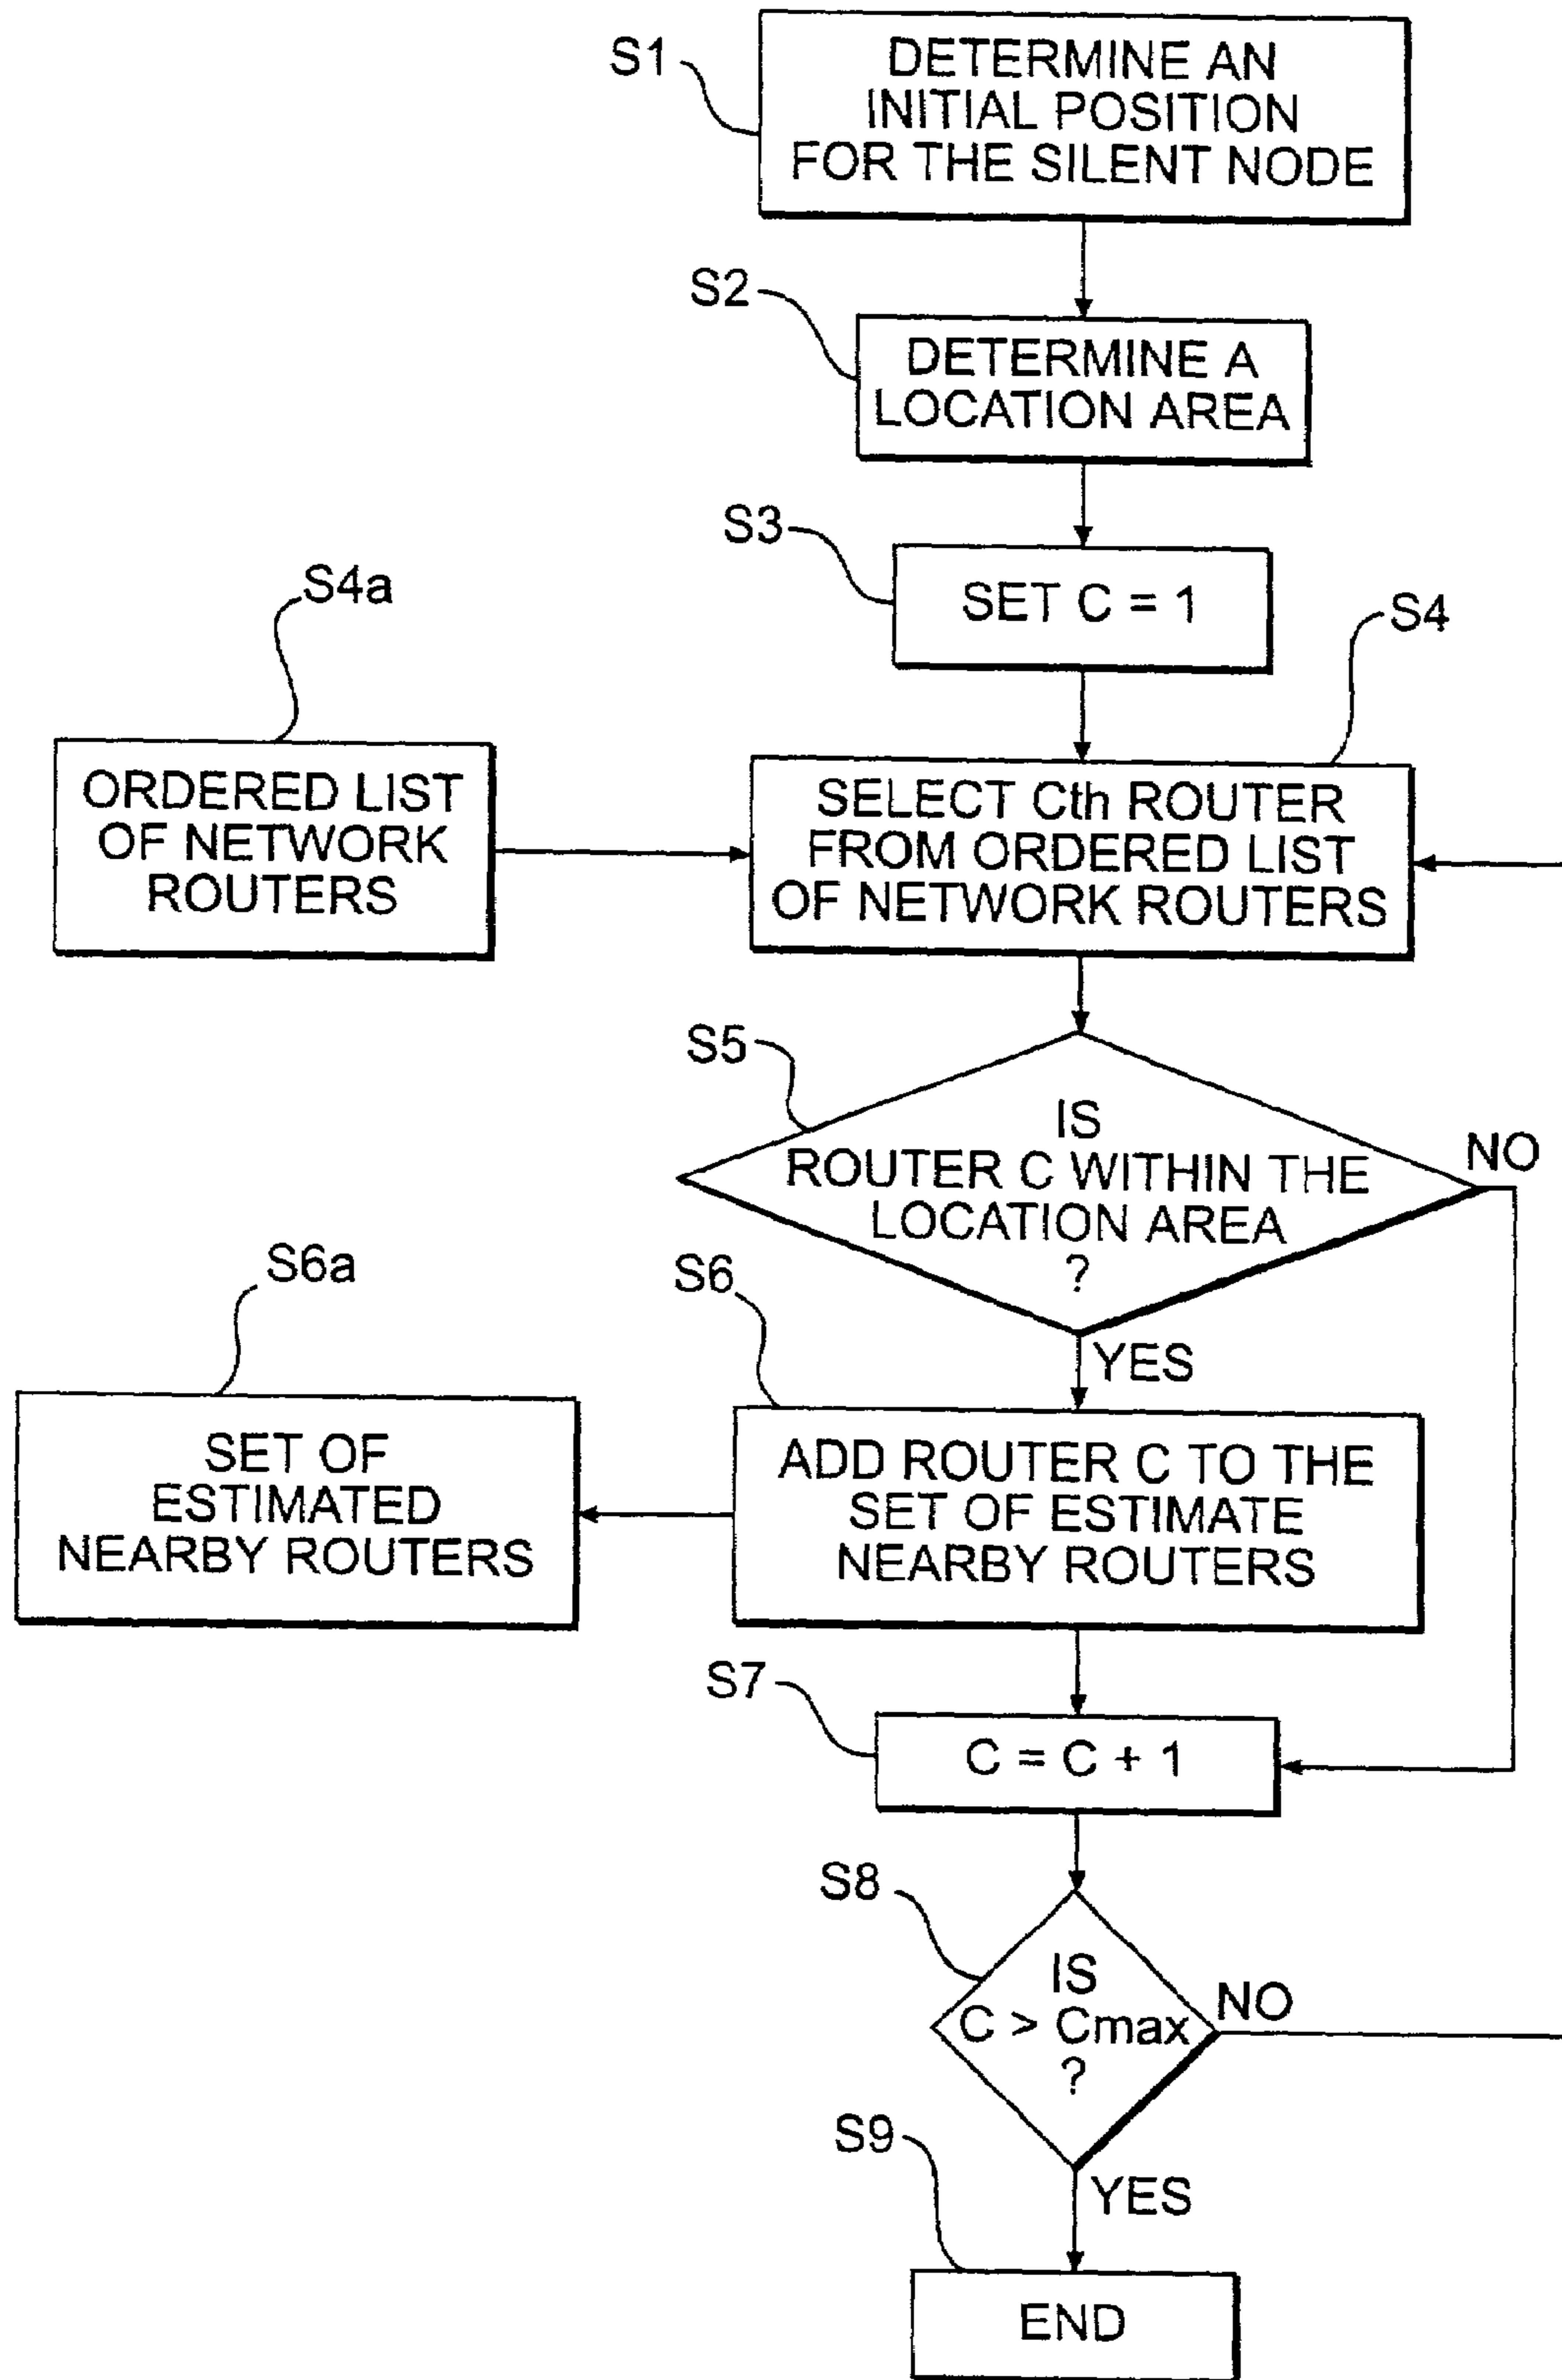 S1
DETERMINE AN
INITIAL POSITION
FOR THE SILENT NODE
S2
DETERMINE A
LOCATION AREA
S3
SET C = 1
S4a
ORDERED LIST
OF NETWORK
ROUTERS
S4
SELECT Cth ROUTER
FROM ORDERED LIST
OF NETWORK ROUTERS
S5
IS
ROUTER C WITHIN THE
LOCATION AREA
?
NO
YES
S6a
SET OF
ESTIMATED
NEARBY ROUTERS
S6
ADD ROUTER C TO THE
SET OF ESTIMATE
NEARBY ROUTERS
S7
C = C + 1
S8
IS
C > Cmax
?
NO
YES
S9
END